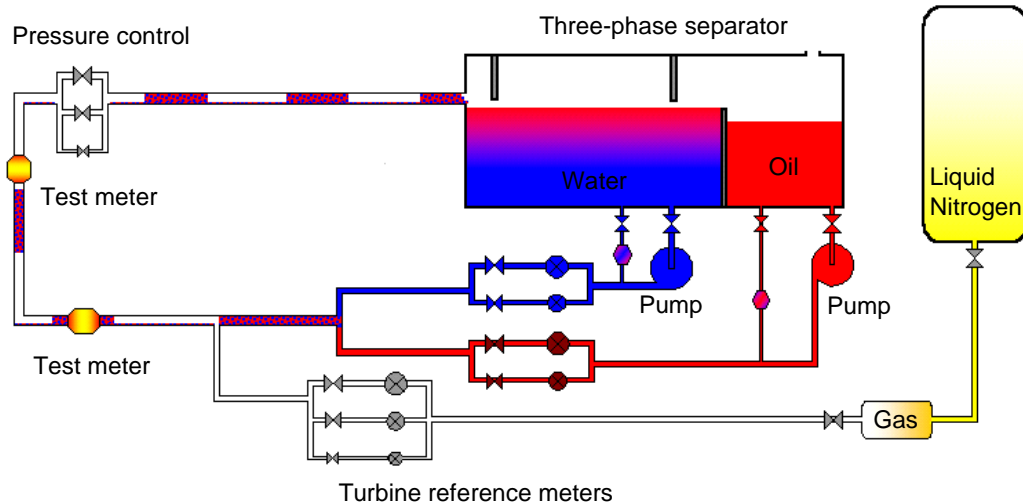 Three-phase separator
Pressure control
Water
Oil
Liquid
Nitrogen
Test meter
Pump
Pump
Test meter
Gas
Turbine reference meters